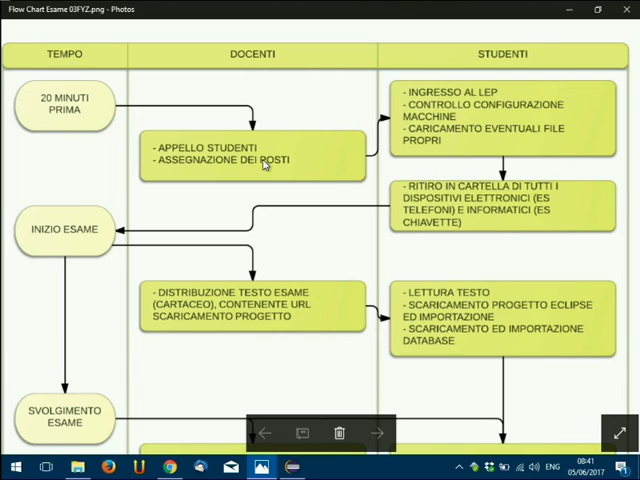 Flow Chart Esame 03FYZ.png - Photos
TEMPO
DOCENTI
STUDENTI
20 MINUTI
PRIMA
- APPELLO STUDENTI
- ASSEGNAZIONE DEI POSTI
- INGRESSO AL LEP
- CONTROLLO CONFIGURAZIONE
MACCHINE
- CARICAMENTO EVENTUALI FILE
PROPRI
- RITIRO IN CARTELLA DI TUTTI I
DISPOSITIVI ELETTRONICI (ES
TELEFONI) E INFORMATICI (ES
CHIAVETTE)
INIZIO ESAME
- DISTRIBUZIONE TESTO ESAME
(CARTACEO), CONTENENTE URL
SCARICAMENTO PROGETTO
- LETTURA TESTO
- SCARICAMENTO PROGETTO ECLIPSE
ED IMPORTAZIONE
- SCARICAMENTO ED IMPORTAZIONE
DATABASE
SVOLGIMENTO
ESAME
ENG
08:41
05/06/2017